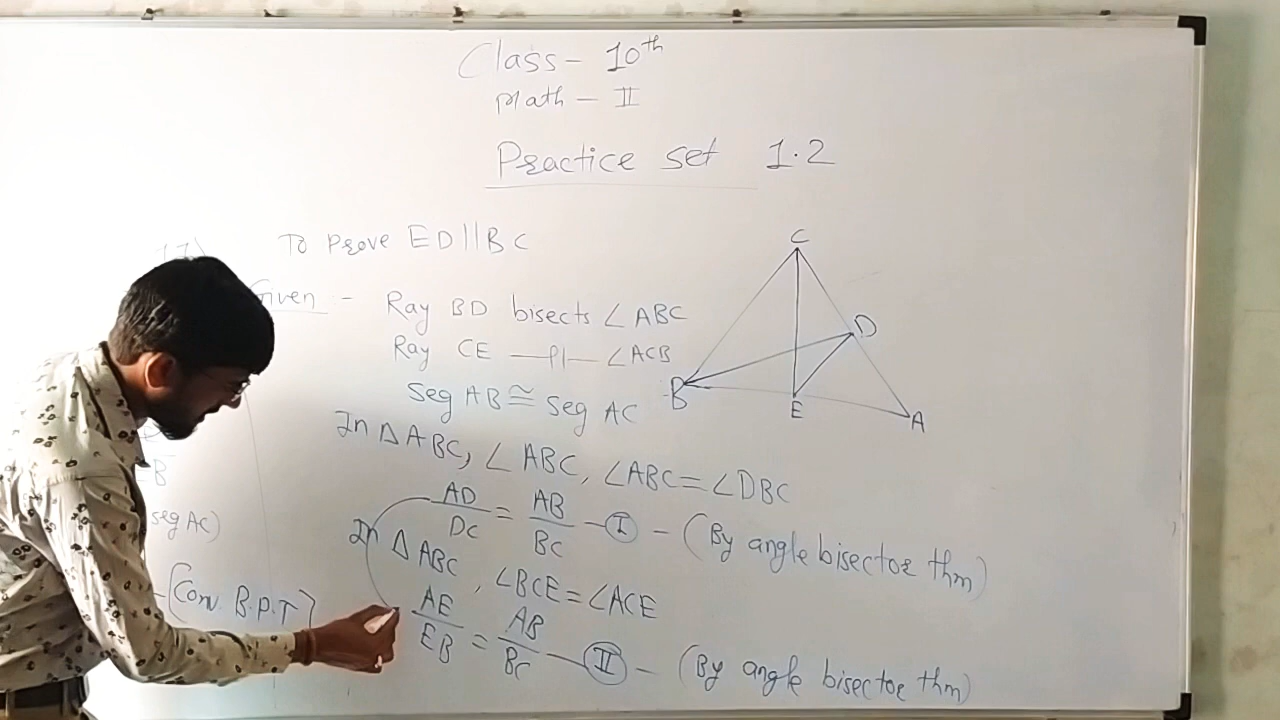 Class - 10th
Math - II
Practice set 1.2
17)
To prove ED||BC
Given :-
Ray BD bisects ∠ABC
Ray CE —||— ∠ACB
seg AB ≅ seg AC
In △ ABC, ∠ ABC, ∠ABC = ∠DBC
AD/DC = AB/BC — I — (By angle bisector thm)
In △ ABC, ∠BCE = ∠ACE
AE/EB = AB/BC — II — (By angle bisector thm)
seg AC)
- [Conv. B.P.T]
C
D
B
E
A